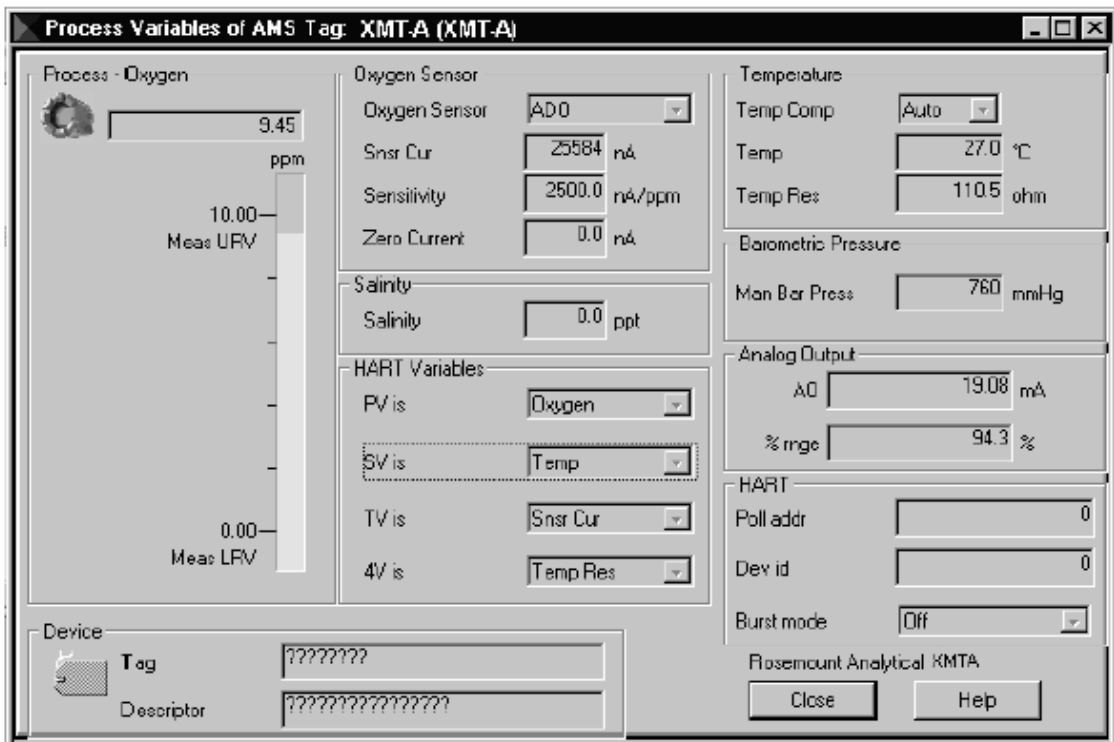 Process Variables of AMS Tag: XMT-A (XMT-A)
Process - Oxygen
9.45
ppm
10.00
Meas URV
0.00
Meas LRV
Oxygen Sensor
Oxygen Sensor ADO
Snsr Cur 25584 nA
Sensitivity 2500.0 nA/ppm
Zero Current 0.0 nA
Salinity
Salinity 0.0 ppt
HART Variables
PV is Oxygen
SV is Temp
TV is Snsr Cur
4V is Temp Res
Temperature
Temp Comp Auto
Temp 27.0 °C
Temp Res 110.5 ohm
Barometric Pressure
Man Bar Press 760 mmHg
Analog Output
AO 19.08 mA
% rnge 94.3 %
HART
Poll addr 0
Dev id 0
Burst mode Off
Device
Tag ????????
Descriptor ????????????????
Rosemount Analytical XMTA
Close Help